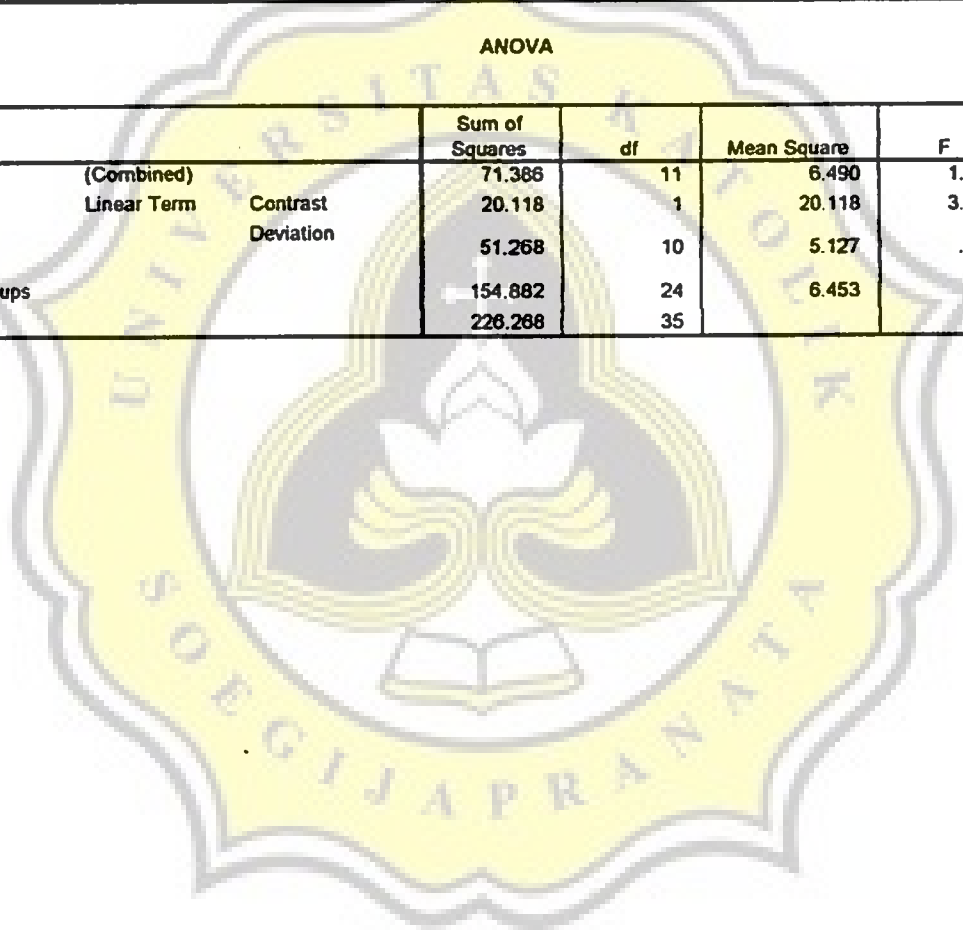 ANOVA
Sum of Squares df Mean Square F
(Combined) 71.386 11 6.490 1.
Linear Term Contrast 20.118 1 20.118 3.
Deviation 51.268 10 5.127 .
ups 154.882 24 6.453
226.268 35
UNIVERSITAS KATOLIK
SOEGIJAPRANATA